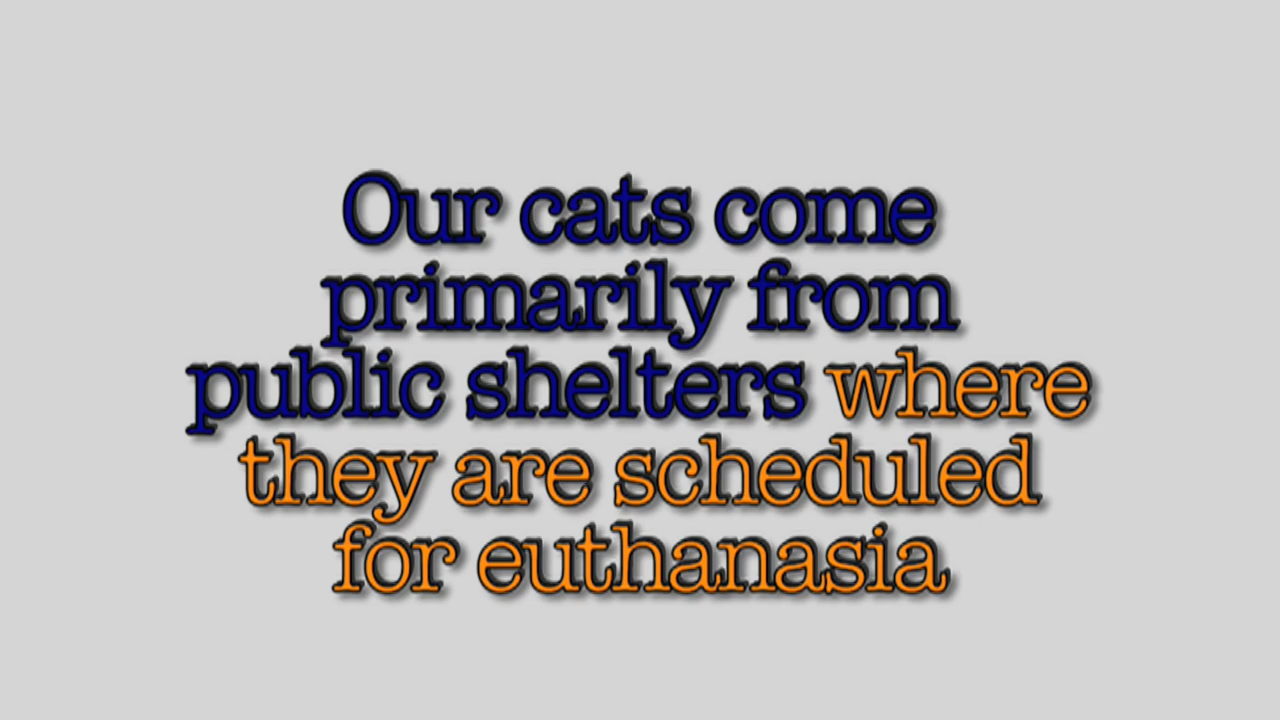 Our cats come
primarily from
public shelters where
they are scheduled
for euthanasia